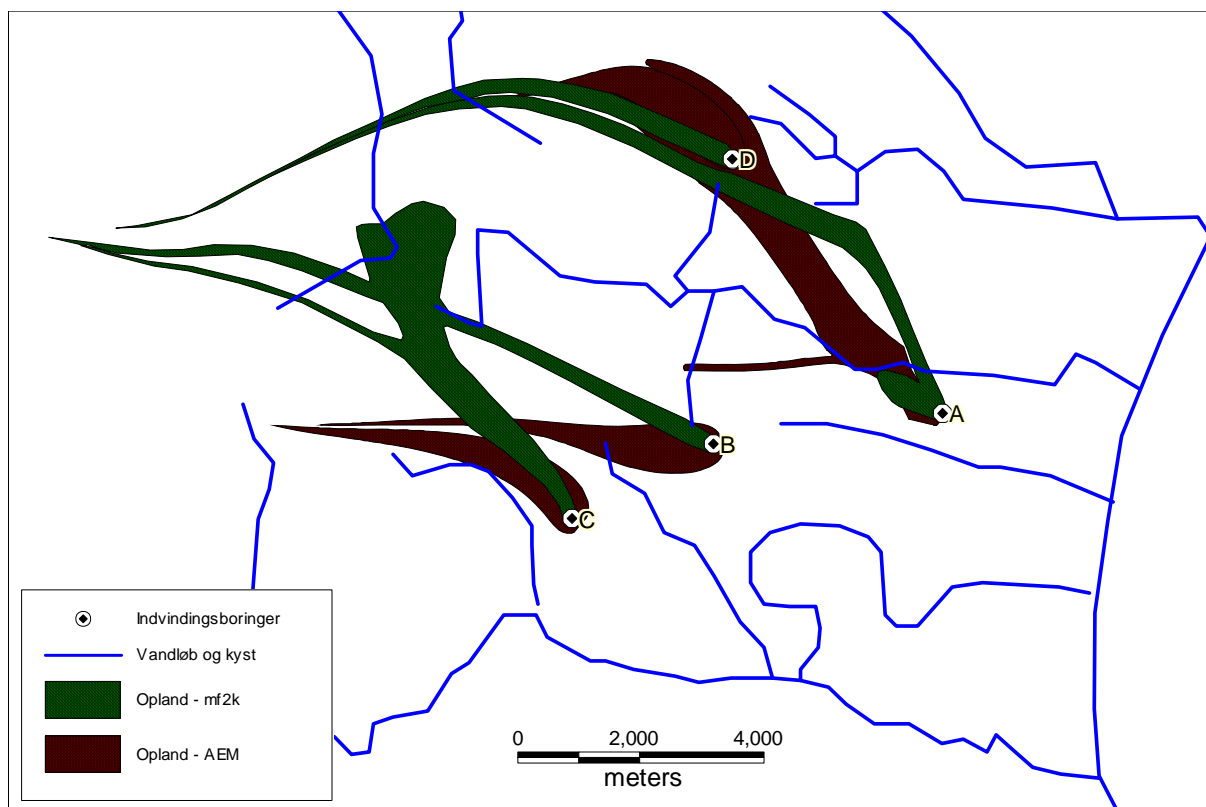 D
A
B
C
Indvindingsboringer
Vandløb og kyst
Opland - mf2k
Opland - AEM
0 2,000 4,000
meters